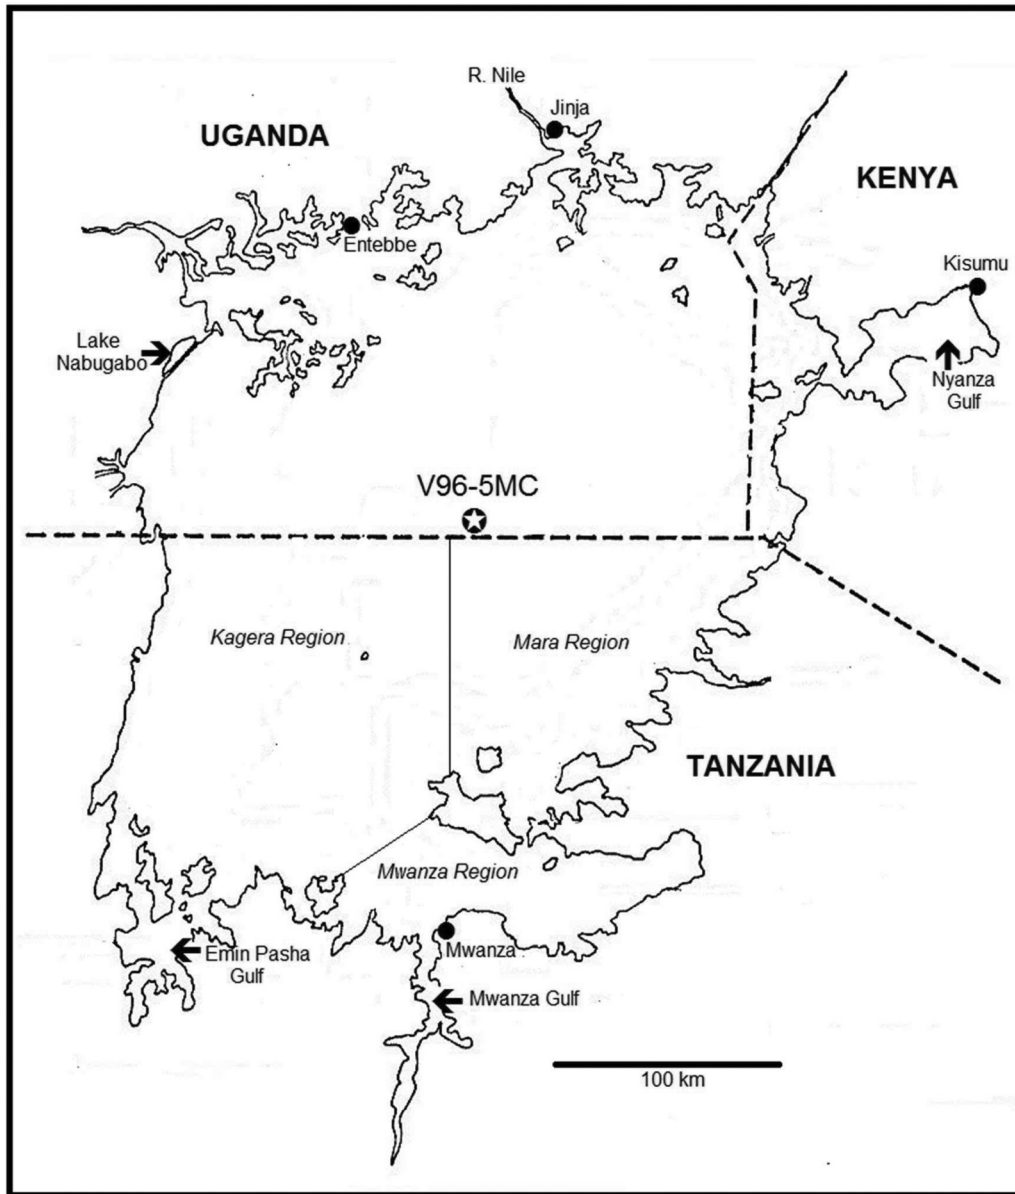 R. Nile
Jinja
UGANDA
KENYA
Entebbe
Kisumu
Lake
Nabugabo
Nyanza
Gulf
V96-5MC
Kagera Region
Mara Region
TANZANIA
Mwanza Region
Emin Pasha
Gulf
Mwanza
Mwanza Gulf
100 km